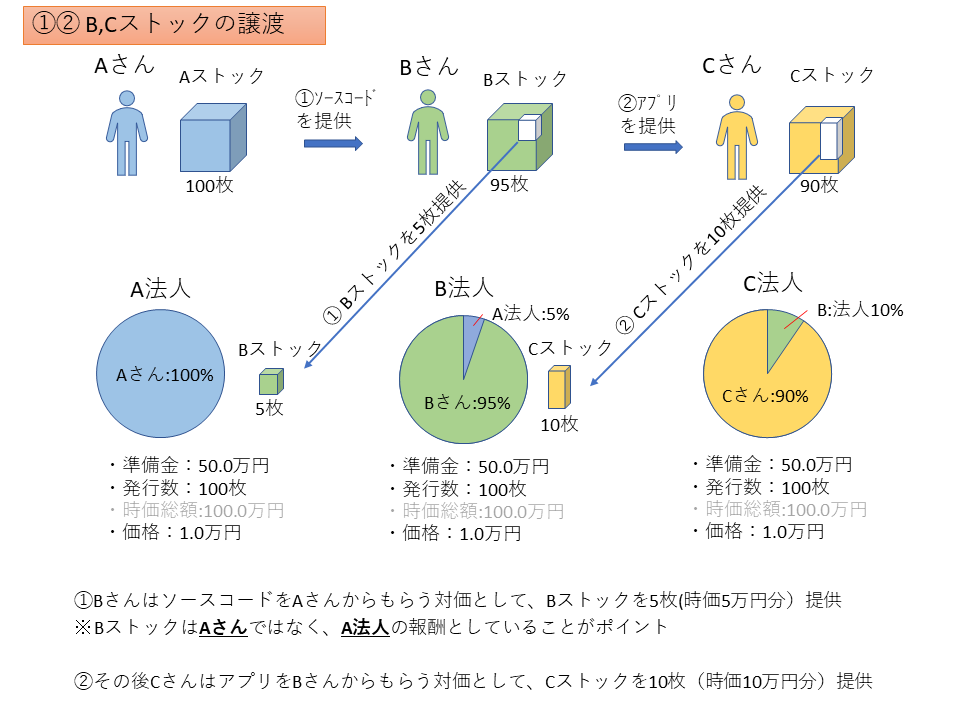 ①② B,Cストックの譲渡
Aさん
Aストック
100枚
①ｿｰｽｺｰﾄﾞ
を提供
Bさん
Bストック
95枚
②ｱﾌﾟﾘ
を提供
Cさん
Cストック
90枚
① Bストックを5枚提供
② Cストックを10枚提供
A法人
Aさん:100%
Bストック
5枚
B法人
A法人:5%
Bさん:95%
Cストック
10枚
C法人
B:法人10%
Cさん:90%
・準備金：50.0万円
・発行数：100枚
・時価総額:100.0万円
・価格：1.0万円
・準備金：50.0万円
・発行数：100枚
・時価総額:100.0万円
・価格：1.0万円
・準備金：50.0万円
・発行数：100枚
・時価総額:100.0万円
・価格：1.0万円
①BさんはソースコードをAさんからもらう対価として、Bストックを5枚(時価5万円分）提供
※BストックはAさんではなく、A法人の報酬としていることがポイント
②その後CさんはアプリをBさんからもらう対価として、Cストックを10枚（時価10万円分）提供